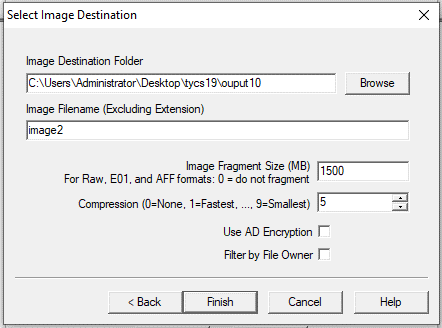 Select Image Destination
Image Destination Folder
C:\Users\Administrator\Desktop\tycs19\ouput10
Browse
Image Filename (Excluding Extension)
image2
Image Fragment Size (MB)
1500
For Raw, E01, and AFF formats: 0 = do not fragment
Compression (0=None, 1=Fastest, ..., 9=Smallest)
5
Use AD Encryption
Filter by File Owner
< Back
Finish
Cancel
Help